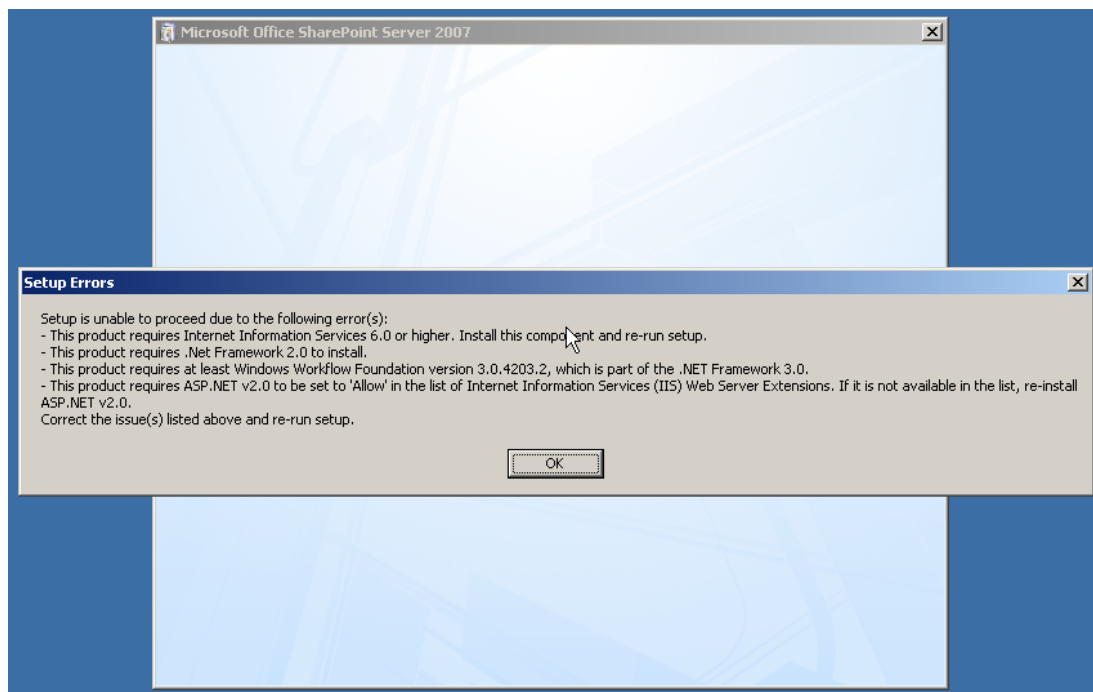 Microsoft Office SharePoint Server 2007
Setup Errors
Setup is unable to proceed due to the following error(s):
- This product requires Internet Information Services 6.0 or higher. Install this component and re-run setup.
- This product requires .Net Framework 2.0 to install.
- This product requires at least Windows Workflow Foundation version 3.0.4203.2, which is part of the .NET Framework 3.0.
- This product requires ASP.NET v2.0 to be set to 'Allow' in the list of Internet Information Services (IIS) Web Server Extensions. If it is not available in the list, re-install
ASP.NET v2.0.
Correct the issue(s) listed above and re-run setup.
OK